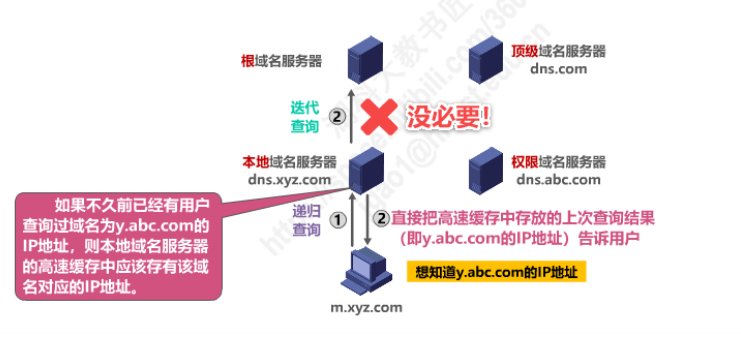 根域名服务器
顶级域名服务器
dns.com
迭代
查询
②
没必要！
本地域名服务器
dns.xyz.com
权限域名服务器
dns.abc.com
如果不久前已经有用户
查询过域名为y.abc.com的
IP地址，则本地域名服务器
的高速缓存中应该存有该域
名对应的IP地址。
递归
查询
①
②
直接把高速缓存中存放的上次查询结果
（即y.abc.com的IP地址）告诉用户
想知道y.abc.com的IP地址
m.xyz.com